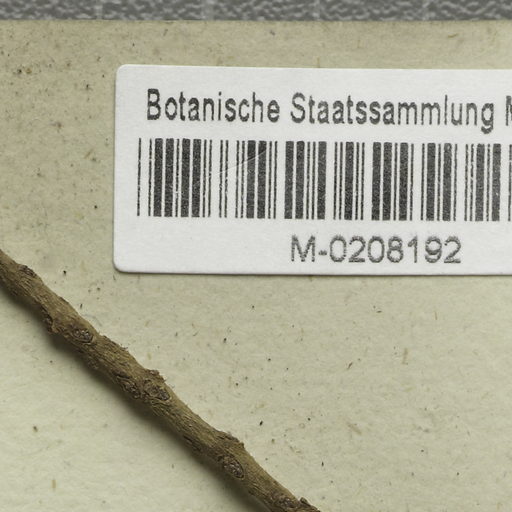 Botanische Staatssammlung
M-0208192